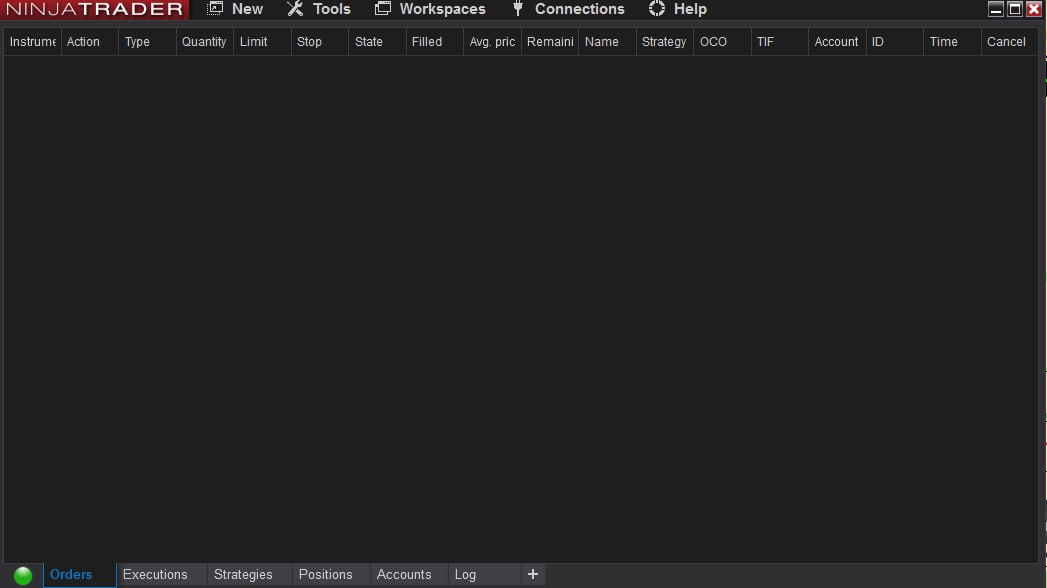 NINJATRADER New Tools Workspaces Connections Help
Instrume Action Type Quantity Limit Stop State Filled Avg. pric Remaini Name Strategy OCO TIF Account ID Time Cancel
Orders Executions Strategies Positions Accounts Log +